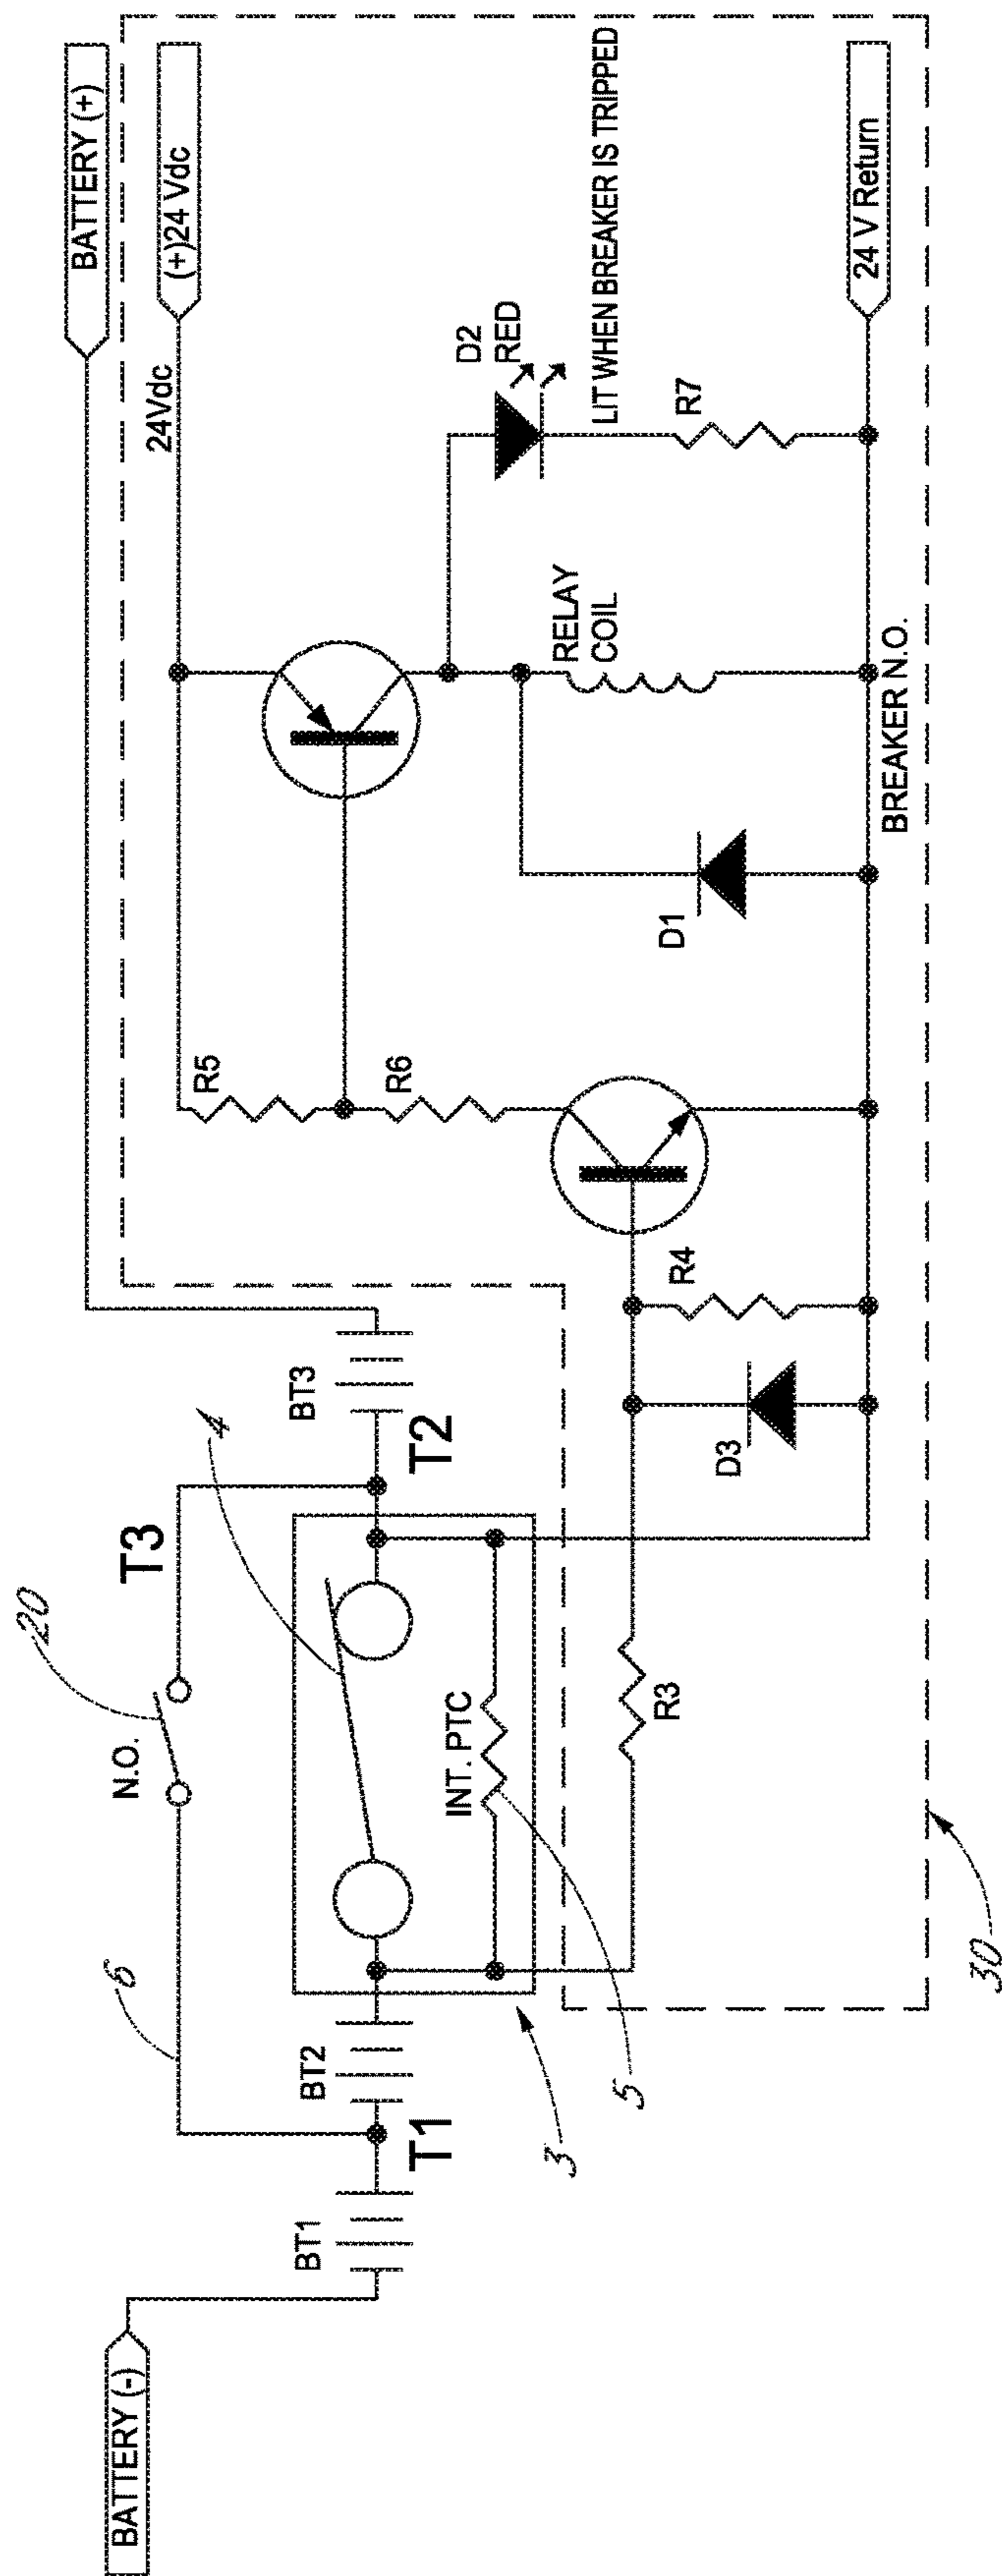 BATTERY (+)
(+)24 Vdc
24Vdc
D2
RED
LIT WHEN BREAKER IS TRIPPED
R7
24 V Return
RELAY
COIL
BREAKER N.O.
D1
R5
R6
R4
D3
BT3
T2
T3
4
20
N.O.
INT. PTC
R3
6
BT2
T1
BT1
3
5
30
BATTERY (-)